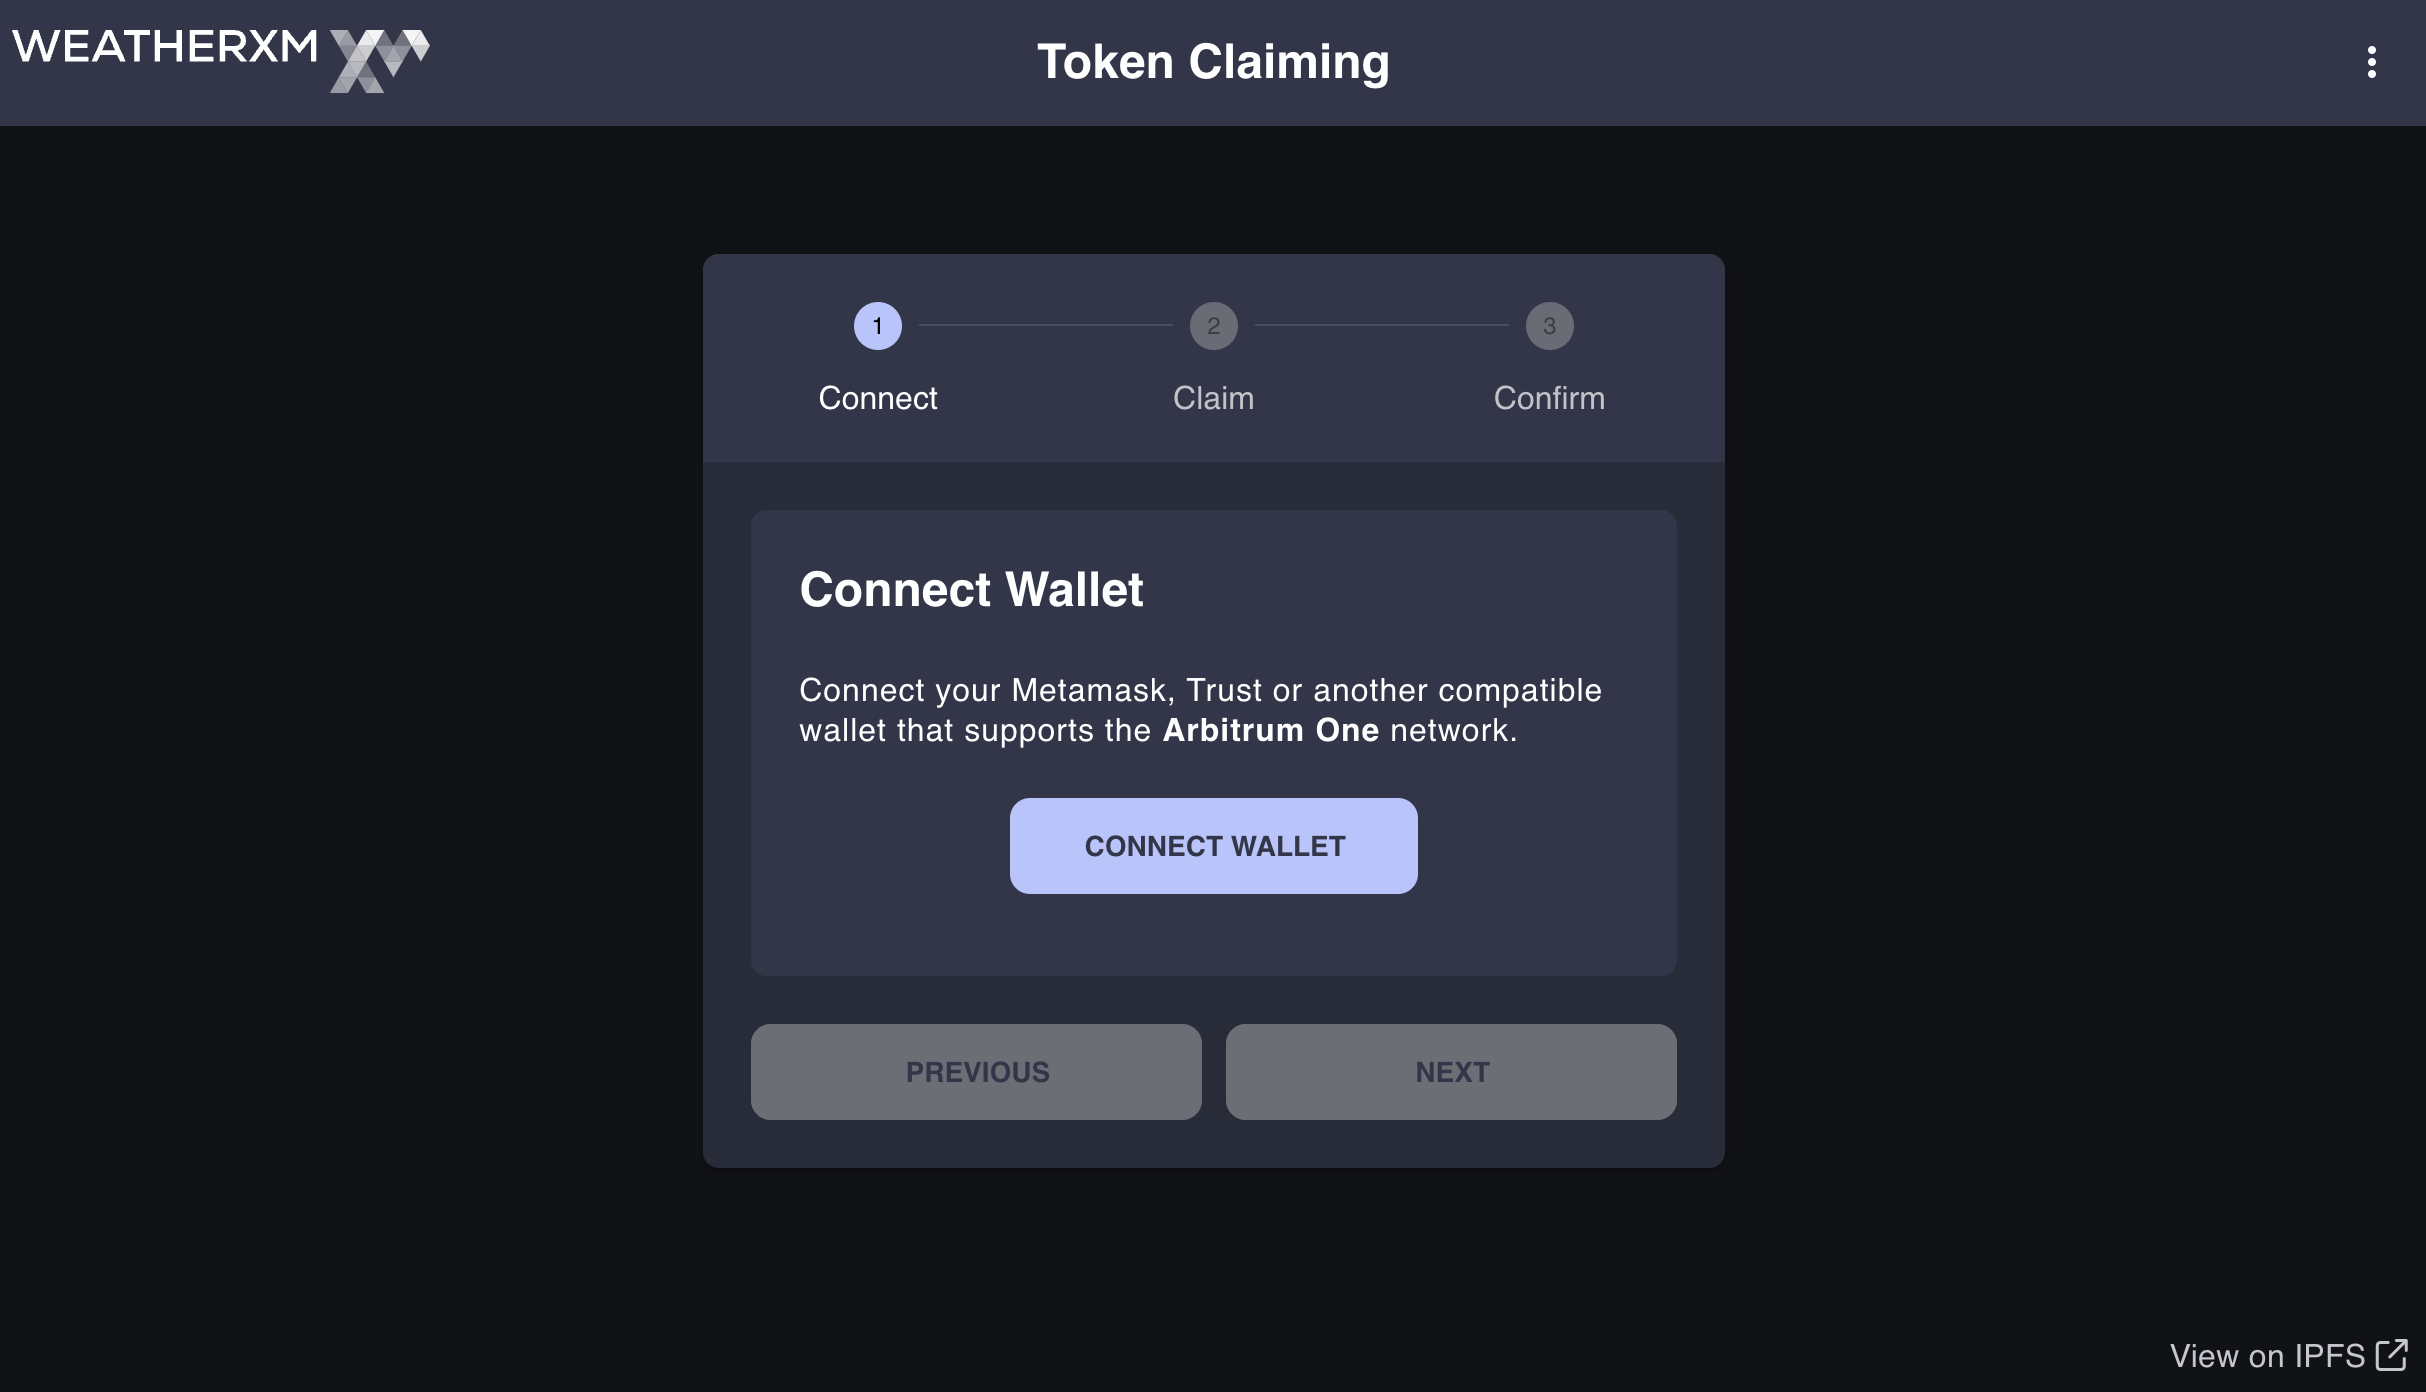 WEATHERXM
Token Claiming
1
2
3
Connect
Claim
Confirm
Connect Wallet
Connect your Metamask, Trust or another compatible
wallet that supports the Arbitrum One network.
CONNECT WALLET
PREVIOUS
NEXT
View on IPFS